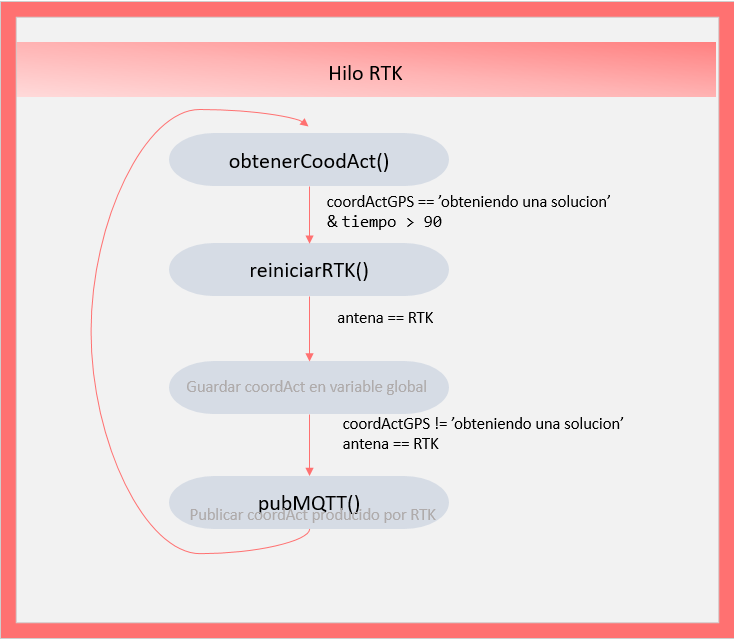 Hilo RTK
obtenerCoodAct()
coordActGPS == ’obteniendo una solucion’
& tiempo > 90
reiniciarRTK()
antena == RTK
Guardar coordAct en variable global
coordActGPS != ’obteniendo una solucion’
antena == RTK
pubMQTT()
Publicar coordAct producido por RTK